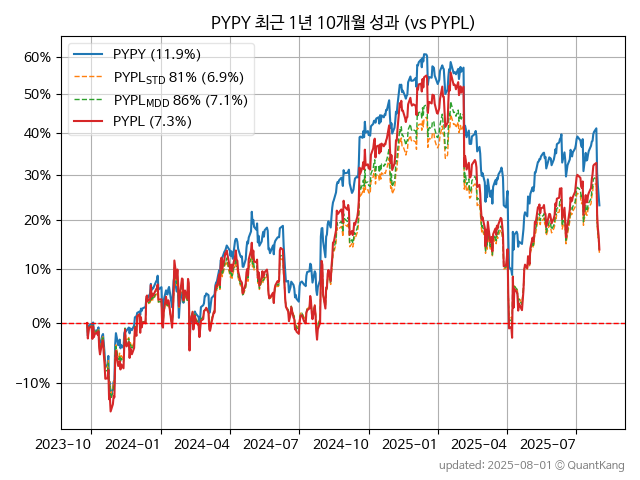 PYPY 최근 1년 10개월 성과 (vs PYPL)
PYPY (11.9%)
PYPL_STD 81% (6.9%)
PYPL_MDD 86% (7.1%)
PYPL (7.3%)
60%
50%
40%
30%
20%
10%
0%
−10%
2023-10 2024-01 2024-04 2024-07 2024-10 2025-01 2025-04 2025-07
updated: 2025-08-01 © QuantKang